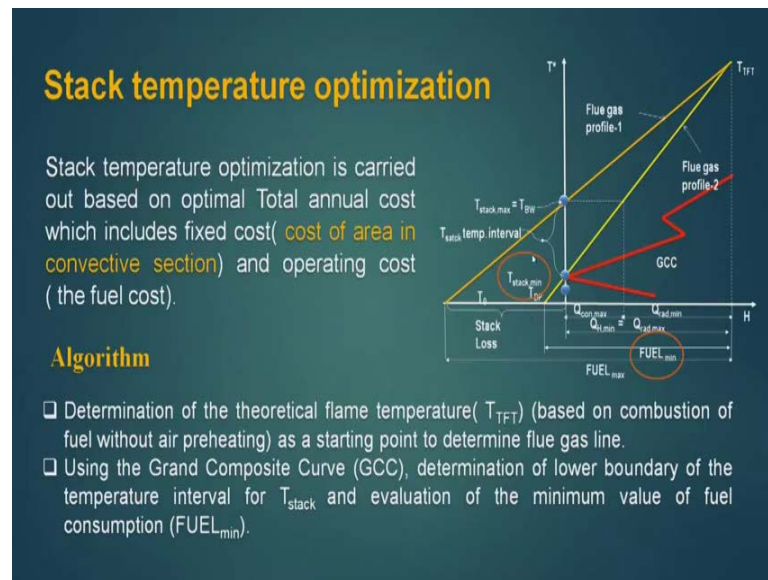 Stack temperature optimization
Stack temperature optimization is carried
out based on optimal Total annual cost
which includes fixed cost( cost of area in
convective section) and operating cost
( the fuel cost).
T*
T_TFT
Flue gas
profile-1
Flue gas
profile-2
T_stack,max = T_BW
T_satck temp. interval
T_stack,min
GCC
T_0
T_DP
H
Q_con,max
Q_rad,min
Q_H,min = Q_rad,max
Stack
Loss
FUEL_min
FUEL_max
Algorithm
❑ Determination of the theoretical flame temperature( T_TFT) (based on combustion of
fuel without air preheating) as a starting point to determine flue gas line.
❑ Using the Grand Composite Curve (GCC), determination of lower boundary of the
temperature interval for T_stack and evaluation of the minimum value of fuel
consumption (FUEL_min).